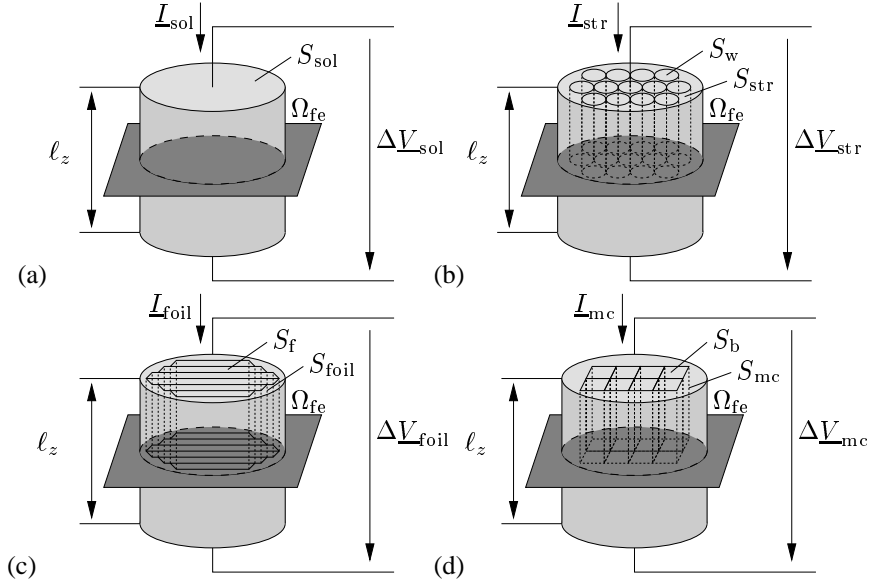 I_sol
S_sol
Ω_fe
ℓ_z
ΔV_sol
(a)
I_str
S_w
S_str
Ω_fe
ℓ_z
ΔV_str
(b)
I_foil
S_f
S_foil
Ω_fe
ℓ_z
ΔV_foil
(c)
I_mc
S_b
S_mc
Ω_fe
ℓ_z
ΔV_mc
(d)